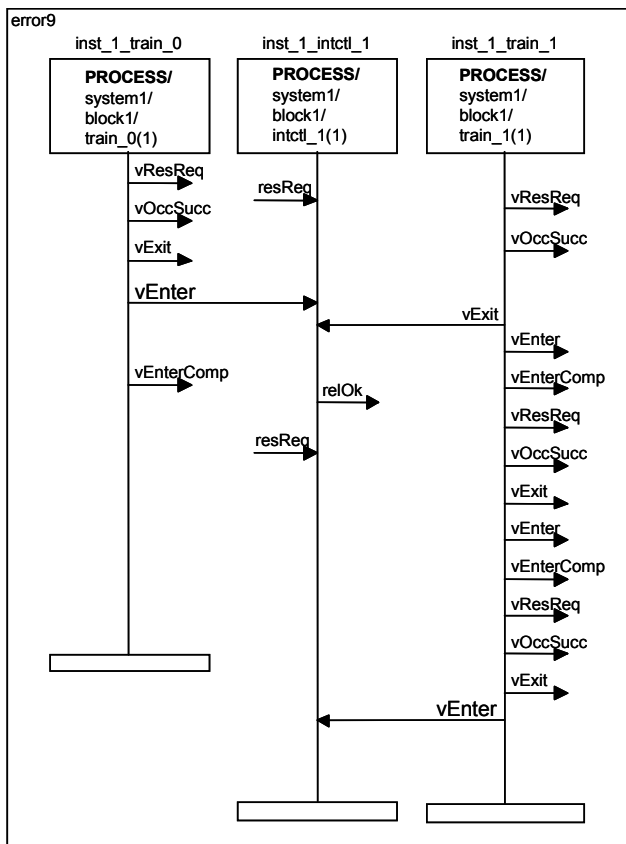 error9
inst_1_train_0
inst_1_intctl_1
inst_1_train_1
PROCESS/
system1/
block1/
train_0(1)
PROCESS/
system1/
block1/
intctl_1(1)
PROCESS/
system1/
block1/
train_1(1)
vResReq
resReq
vResReq
vOccSucc
vOccSucc
vExit
vEnter
vExit
vEnter
vEnterComp
vEnterComp
relOk
vResReq
resReq
vOccSucc
vExit
vEnter
vEnterComp
vResReq
vOccSucc
vExit
vEnter